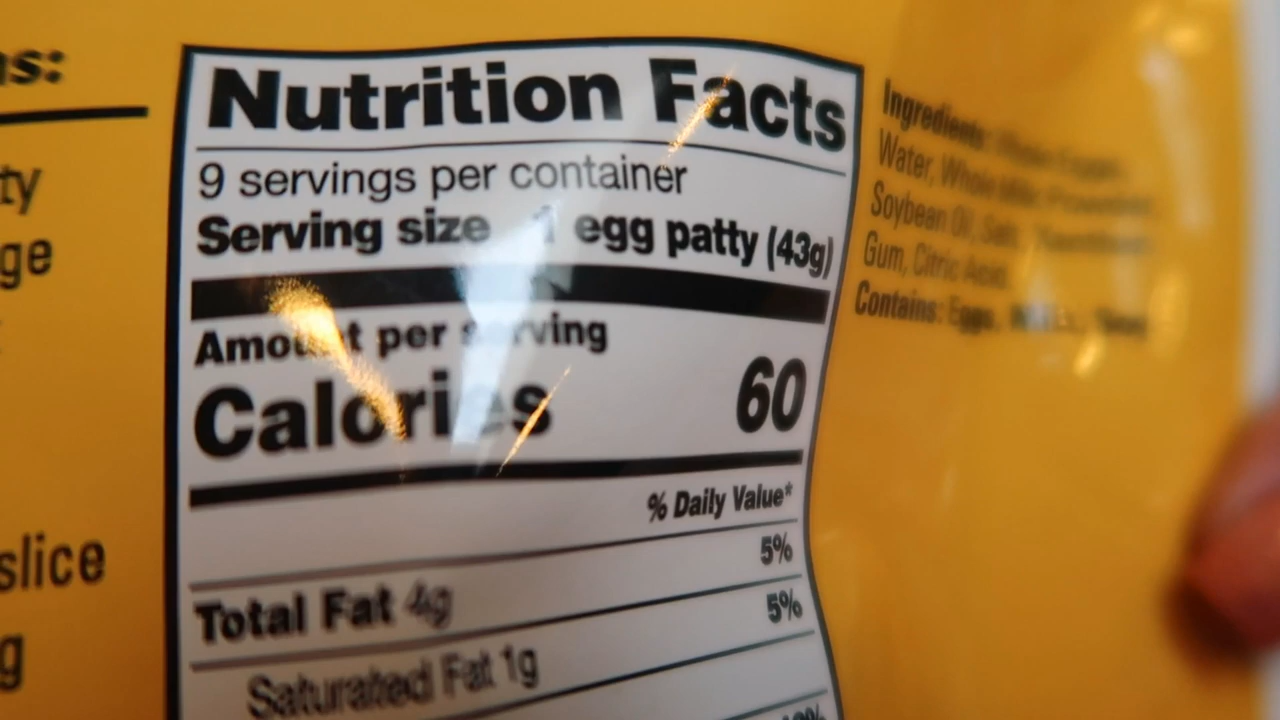 ns:
ty
ge
slice
g
Nutrition Facts
9 servings per container
Serving size 1 egg patty (43g)
Amount per serving
Calories 60
% Daily Value*
Total Fat 4g 5%
Saturated Fat 1g 5%
Ingredients:
Water, Whole Milk
Soybean Oil, Salt,
Gum, Citric Acid.
Contains: Eggs,